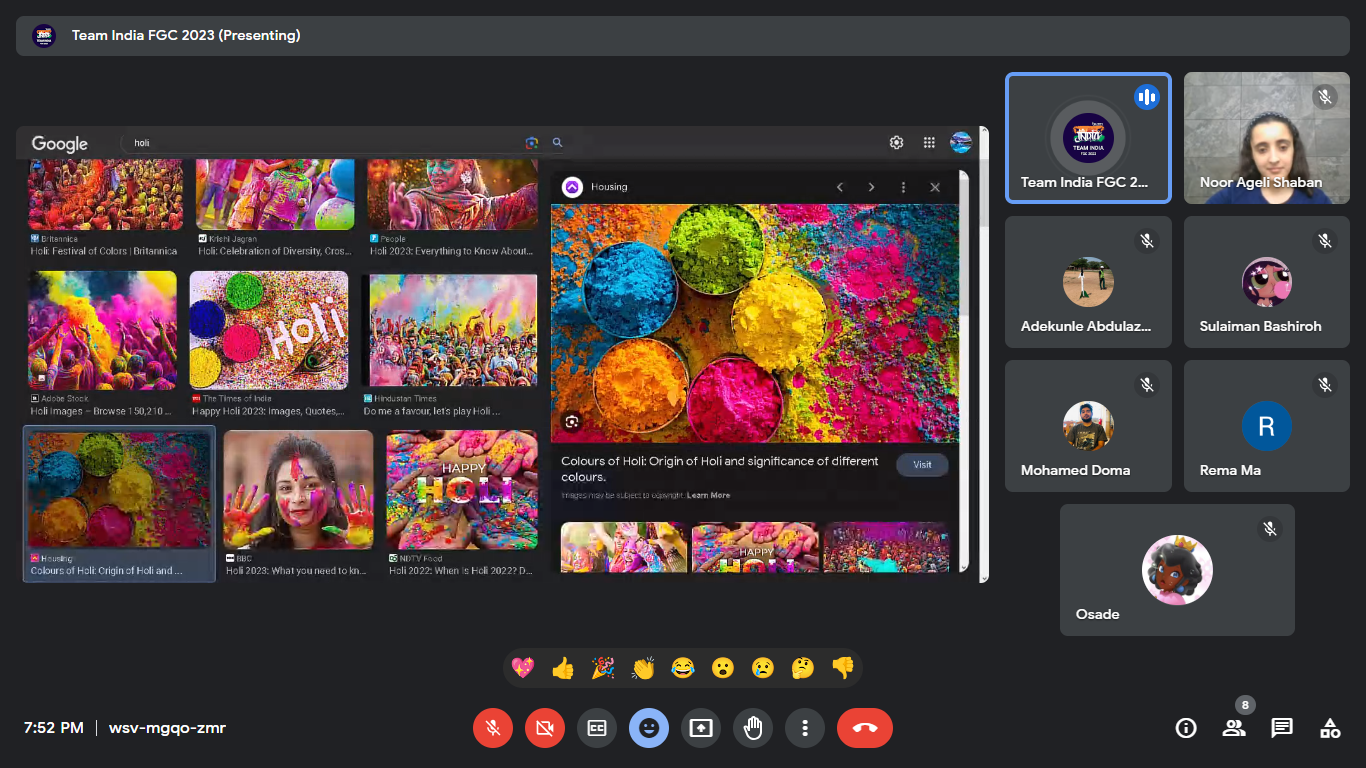 Team India FGC 2023 (Presenting)
Google
holi
Britannica
Holi: Festival of Colors | Britannica
Krishi Jagran
Holi: Celebration of Diversity, Cros...
People
Holi 2023: Everything to Know About...
Adobe Stock
Holi Images – Browse 150,210 ...
Holi
The Times of India
Happy Holi 2023: Images, Quotes,...
Hindustan Times
Do me a favour, let's play Holi ...
Housing
Colours of Holi: Origin of Holi and ...
BBC
Holi 2023: What you need to kn...
HAPPY
HOLI
NDTV Food
Holi 2022: When Is Holi 2022? D...
Housing
Colours of Holi: Origin of Holi and significance of different
colours.
Visit
Images may be subject to copyright. Learn More
HAPPY
HOLI
INDIA
TEAM INDIA
FGC 2023
Team India FGC 2...
Noor Ageli Shaban
Adekunle Abdulaz...
Sulaiman Bashiroh
Mohamed Doma
R
Rema Ma
Osade
7:52 PM | wsv-mgqo-zmr
CC
8